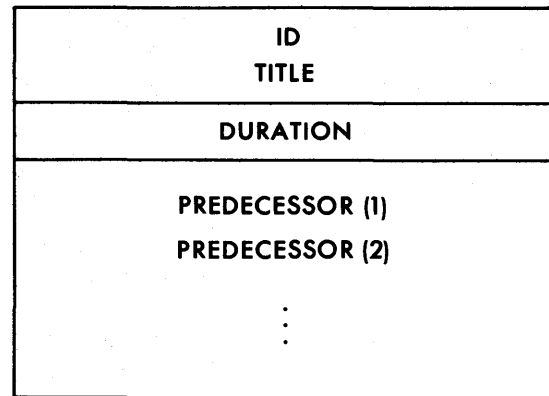 ID
TITLE
DURATION
PREDECESSOR (1)
PREDECESSOR (2)
.
.
.